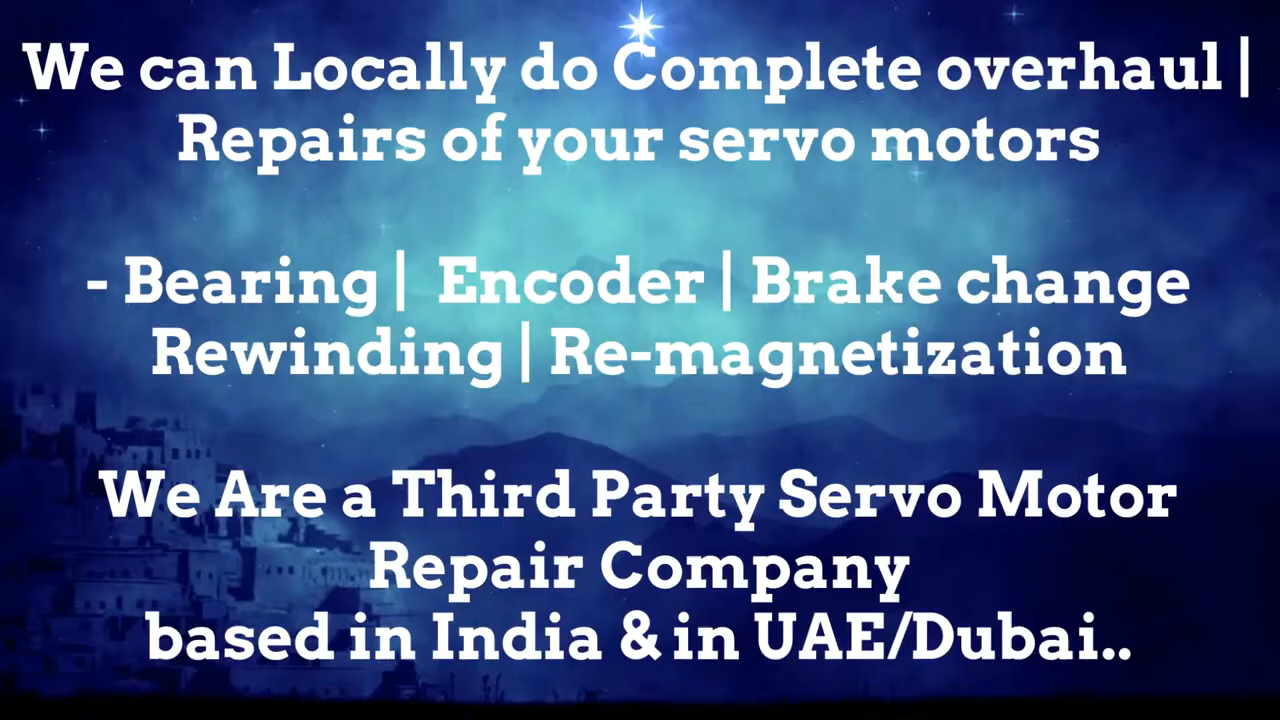 We can Locally do Complete overhaul |
Repairs of your servo motors
- Bearing | Encoder | Brake change
Rewinding | Re-magnetization
We Are a Third Party Servo Motor
Repair Company
based in India & in UAE/Dubai..